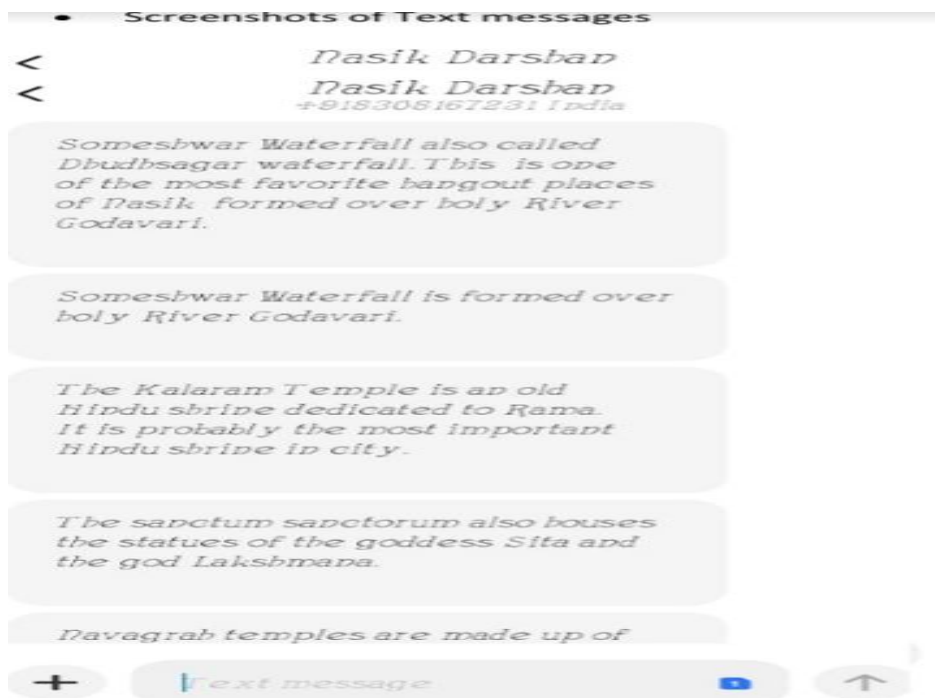 • Screenshots of Text messages
< Nasik Darshan
< Nasik Darshan
+918308167231 India
Someshwar Waterfall also called
Dhudhsagar waterfall. This is one
of the most favorite hangout places
of Nasik formed over holy River
Godavari.
Someshwar Waterfall is formed over
holy River Godavari.
The Kalaram Temple is an old
Hindu shrine dedicated to Rama.
It is probably the most important
Hindu shrine in city.
The sanctum sanctorum also houses
the statues of the goddess Sita and
the god Lakshmana.
Navagrah temples are made up of
Text message
1